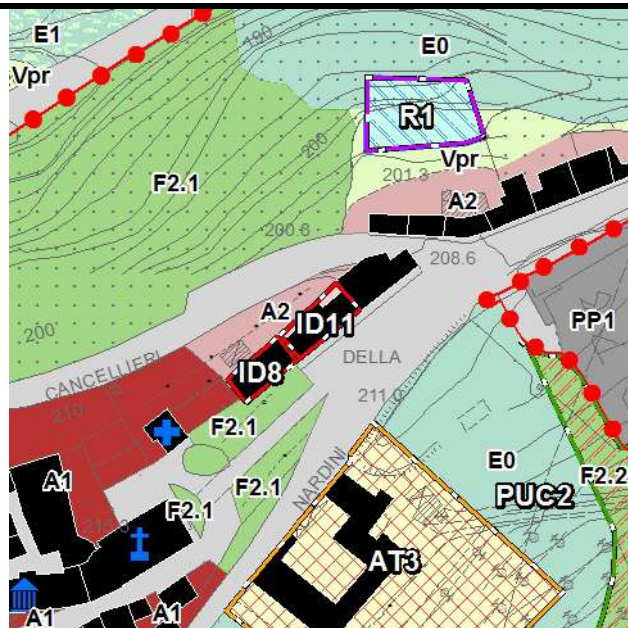 E1
E0
190
Vpr
R1
200
Vpr
F2.1
201.3
A2
200.8
208.6
PP1
A2
ID11
200
DELLA
CANCELLIERI
ID8
211.0
210
F2.1
E0
A1
NARDINI
F2.1
F2.2
PUc2
F2.1
AT3
A1
A1